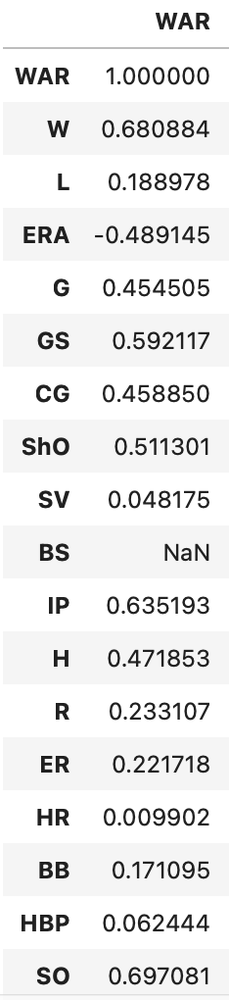 WAR
WAR 1.000000
W 0.680884
L 0.188978
ERA -0.489145
G 0.454505
GS 0.592117
CG 0.458850
ShO 0.511301
SV 0.048175
BS NaN
IP 0.635193
H 0.471853
R 0.233107
ER 0.221718
HR 0.009902
BB 0.171095
HBP 0.062444
SO 0.697081